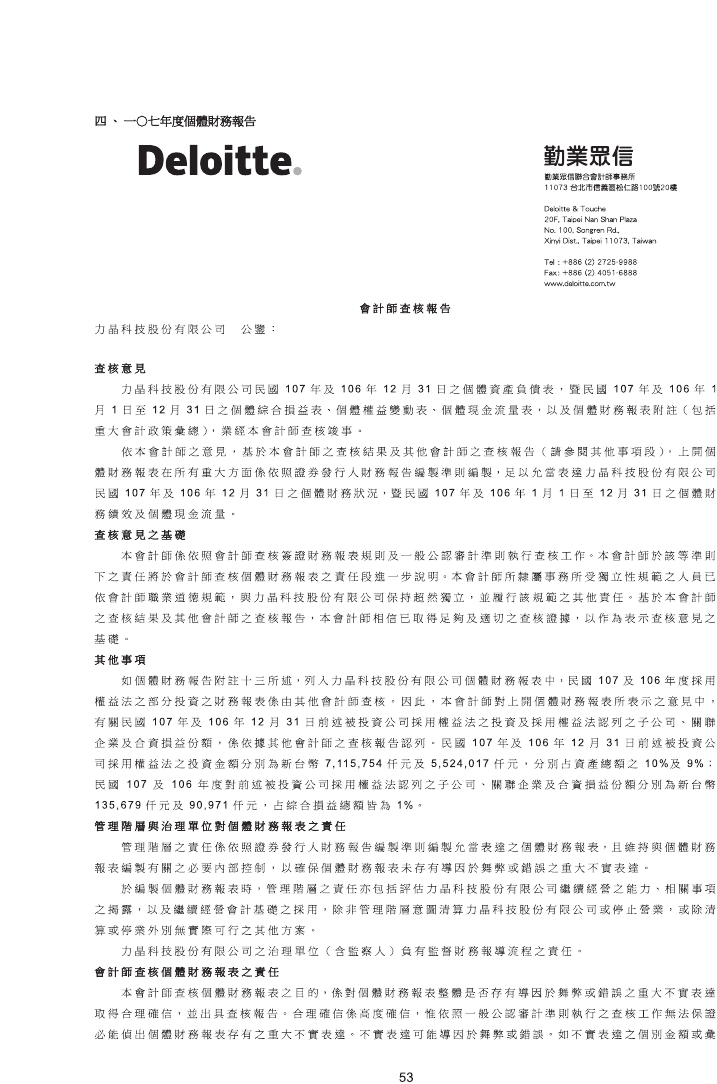 四、一○七年度個體財務報告
Deloitte.
勤業眾信
勤業眾信聯合會計師事務所
11073 台北市信義區松仁路100號20樓
Deloitte & Touche
20F, Taipei Nan Shan Plaza
No. 100, Songren Rd.,
Xinyi Dist., Taipei 11073, Taiwan
Tel : +886 (2) 2725-9988
Fax: +886 (2) 4051-6888
www.deloitte.com.tw
會計師查核報告
力晶科技股份有限公司　公鑒：
查核意見
力晶科技股份有限公司民國 107 年及 106 年 12 月 31 日之個體資產負債表，暨民國 107 年及 106 年 1
月 1 日至 12 月 31 日之個體綜合損益表、個體權益變動表、個體現金流量表，以及個體財務報表附註（包括
重大會計政策彙總），業經本會計師查核竣事。
依本會計師之意見，基於本會計師之查核結果及其他會計師之查核報告（請參閱其他事項段），上開個
體財務報表在所有重大方面係依照證券發行人財務報告編製準則編製，足以允當表達力晶科技股份有限公司
民國 107 年及 106 年 12 月 31 日之個體財務狀況，暨民國 107 年及 106 年 1 月 1 日至 12 月 31 日之個體財
務績效及個體現金流量。
查核意見之基礎
本會計師係依照會計師查核簽證財務報表規則及一般公認審計準則執行查核工作。本會計師於該等準則
下之責任將於會計師查核個體財務報表之責任段進一步說明。本會計師所隸屬事務所受獨立性規範之人員已
依會計師職業道德規範，與力晶科技股份有限公司保持超然獨立，並履行該規範之其他責任。基於本會計師
之查核結果及其他會計師之查核報告，本會計師相信已取得足夠及適切之查核證據，以作為表示查核意見之
基礎。
其他事項
如個體財務報告附註十三所述，列入力晶科技股份有限公司個體財務報表中，民國 107 及 106 年度採用
權益法之部分投資之財務報表係由其他會計師查核。因此，本會計師對上開個體財務報表所表示之意見中，
有關民國 107 年及 106 年 12 月 31 日前述被投資公司採用權益法之投資及採用權益法認列之子公司、關聯
企業及合資損益份額，係依據其他會計師之查核報告認列。民國 107 年及 106 年 12 月 31 日前述被投資公
司採用權益法之投資金額分別為新台幣 7,115,754 仟元及 5,524,017 仟元，分別占資產總額之 10%及 9%；
民國 107 及 106 年度對前述被投資公司採用權益法認列之子公司、關聯企業及合資損益份額分別為新台幣
135,679 仟元及 90,971 仟元，占綜合損益總額皆為 1%。
管理階層與治理單位對個體財務報表之責任
管理階層之責任係依照證券發行人財務報告編製準則編製允當表達之個體財務報表，且維持與個體財務
報表編製有關之必要內部控制，以確保個體財務報表未存有導因於舞弊或錯誤之重大不實表達。
於編製個體財務報表時，管理階層之責任亦包括評估力晶科技股份有限公司繼續經營之能力、相關事項
之揭露，以及繼續經營會計基礎之採用，除非管理階層意圖清算力晶科技股份有限公司或停止營業，或除清
算或停業外別無實際可行之其他方案。
力晶科技股份有限公司之治理單位（含監察人）負有監督財務報導流程之責任。
會計師查核個體財務報表之責任
本會計師查核個體財務報表之目的，係對個體財務報表整體是否存有導因於舞弊或錯誤之重大不實表達
取得合理確信，並出具查核報告。合理確信係高度確信，惟依照一般公認審計準則執行之查核工作無法保證
必能偵出個體財務報表存有之重大不實表達。不實表達可能導因於舞弊或錯誤。如不實表達之個別金額或彙
53